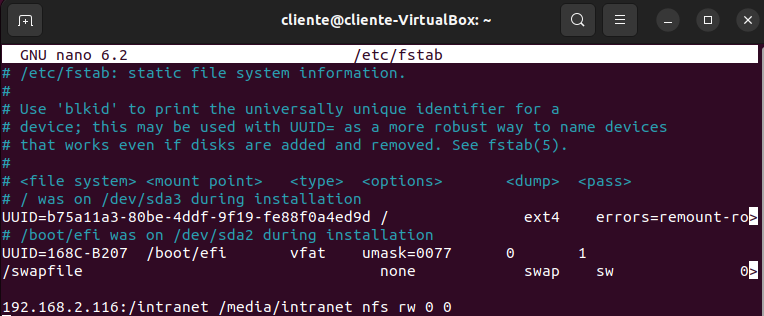 cliente@cliente-VirtualBox: ~
GNU nano 6.2 /etc/fstab
# /etc/fstab: static file system information.
#
# Use 'blkid' to print the universally unique identifier for a
# device; this may be used with UUID= as a more robust way to name devices
# that works even if disks are added and removed. See fstab(5).
#
# <file system> <mount point>   <type>  <options>       <dump>  <pass>
# / was on /dev/sda3 during installation
UUID=b75a11a3-80be-4ddf-9f19-fe88f0a4ed9d /               ext4    errors=remount-ro>
# /boot/efi was on /dev/sda2 during installation
UUID=168C-B207  /boot/efi       vfat    umask=0077      0       1
/swapfile                                 none            swap    sw              0>
192.168.2.116:/intranet /media/intranet nfs rw 0 0